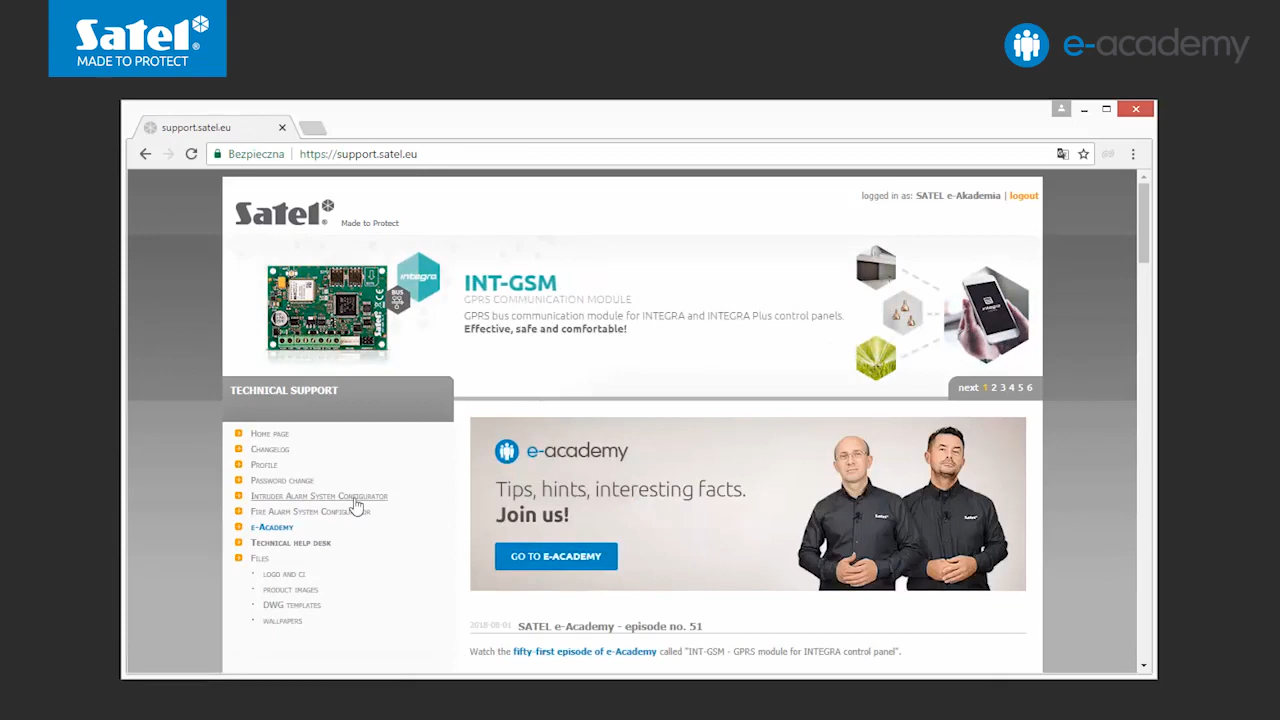 Satel®
MADE TO PROTECT
e-academy
support.satel.eu
Bezpieczna https://support.satel.eu
logged in as: SATEL e-Akademia | logout
Satel® Made to Protect
integra
BUS
INT-GSM
GPRS COMMUNICATION MODULE
GPRS bus communication module for INTEGRA and INTEGRA Plus control panels.
Effective, safe and comfortable!
TECHNICAL SUPPORT
next 1 2 3 4 5 6
HOME PAGE
CHANGELOG
PROFILE
PASSWORD CHANGE
INTRUDER ALARM SYSTEM CONFIGURATOR
FIRE ALARM SYSTEM CONFIGURATOR
E-ACADEMY
TECHNICAL HELP DESK
FILES
LOGO AND CI
PRODUCT IMAGES
DWG TEMPLATES
WALLPAPERS
e-academy
Tips, hints, interesting facts.
Join us!
GO TO E-ACADEMY
Satel
Satel
2018-08-01 SATEL e-Academy - episode no. 51
Watch the fifty-first episode of e-Academy called "INT-GSM - GPRS module for INTEGRA control panel".